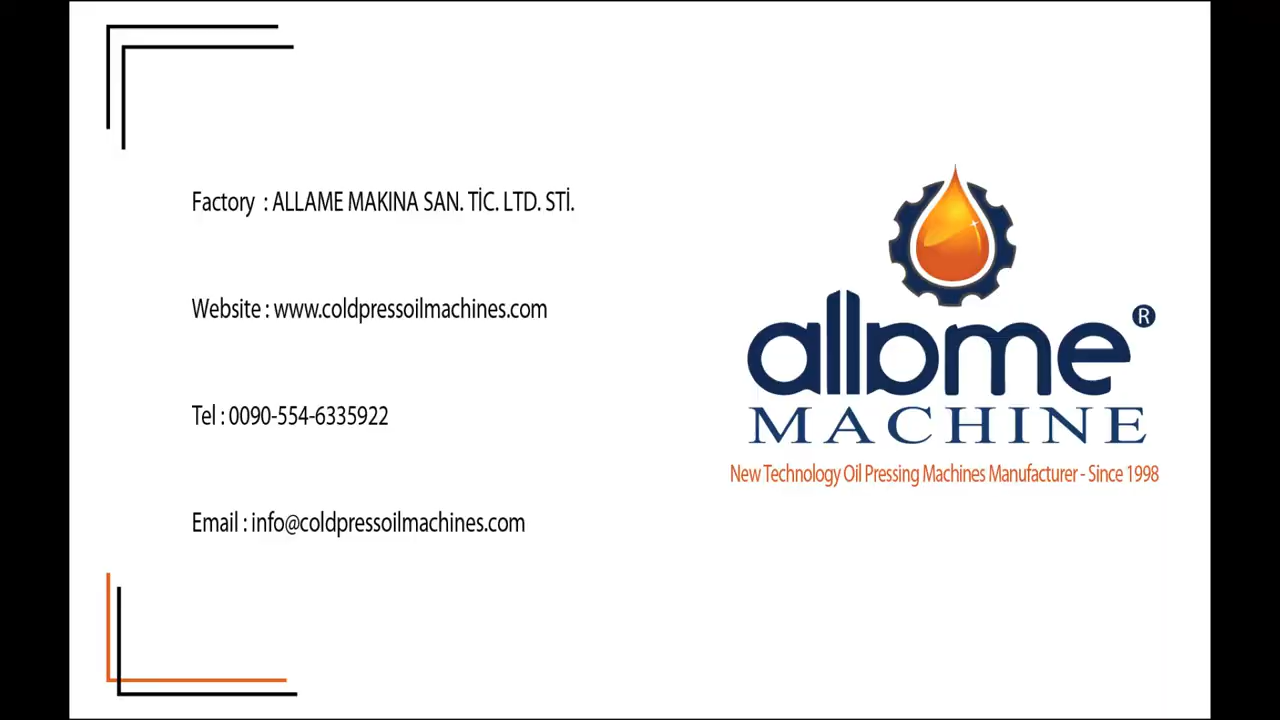 Factory : ALLAME MAKINA SAN. TİC. LTD. STİ.
Website : www.coldpressoilmachines.com
Tel : 0090-554-6335922
Email : info@coldpressoilmachines.com
allame ®
MACHINE
New Technology Oil Pressing Machines Manufacturer - Since 1998